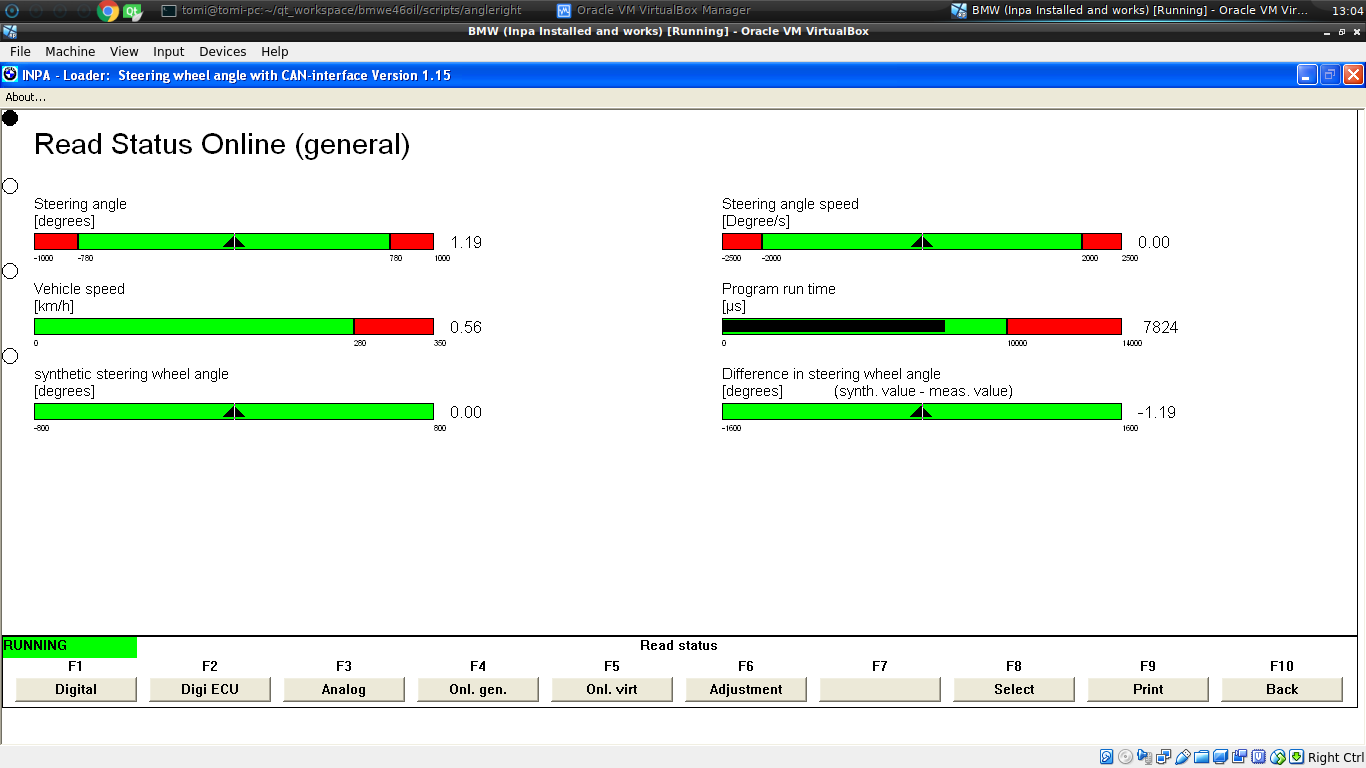 tomi@tomi-pc:~/qt_workspace/bmwe46oil/scripts/angleright
Oracle VM VirtualBox Manager
BMW (Inpa Installed and works) [Running] - Oracle VM Vir...
13:04
BMW (Inpa Installed and works) [Running] - Oracle VM VirtualBox
File Machine View Input Devices Help
INPA - Loader: Steering wheel angle with CAN-interface Version 1.15
About...
Read Status Online (general)
Steering angle
[degrees]
1.19
-1000 -780 780 1000
Steering angle speed
[Degree/s]
0.00
-2500 -2000 2000 2500
Vehicle speed
[km/h]
0.56
0 280 350
Program run time
[µs]
7824
0 10000 14000
synthetic steering wheel angle
[degrees]
0.00
-800 800
Difference in steering wheel angle
[degrees] (synth. value - meas. value)
-1.19
-1600 1600
RUNNING
Read status
F1 F2 F3 F4 F5 F6 F7 F8 F9 F10
Digital Digi ECU Analog Onl. gen. Onl. virt Adjustment Select Print Back
Right Ctrl